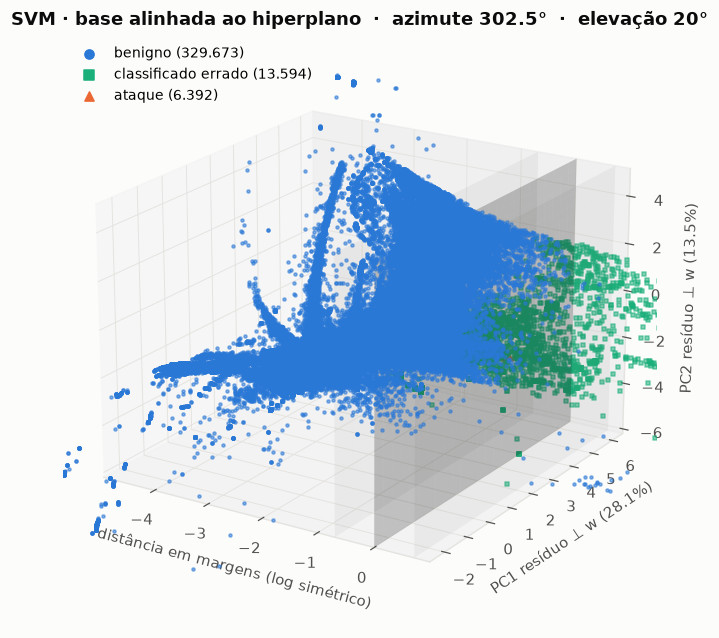 SVM · base alinhada ao hiperplano · azimute 302.5° · elevação 20°
benigno (329.673)
classificado errado (13.594)
ataque (6.392)
4
2
0
−2
−4
−6
PC2 resíduo ⊥ w (13.5%)
6
5
4
3
2
1
0
−1
−2
PC1 resíduo ⊥ w (28.1%)
−4
−3
−2
−1
0
distância em margens (log simétrico)